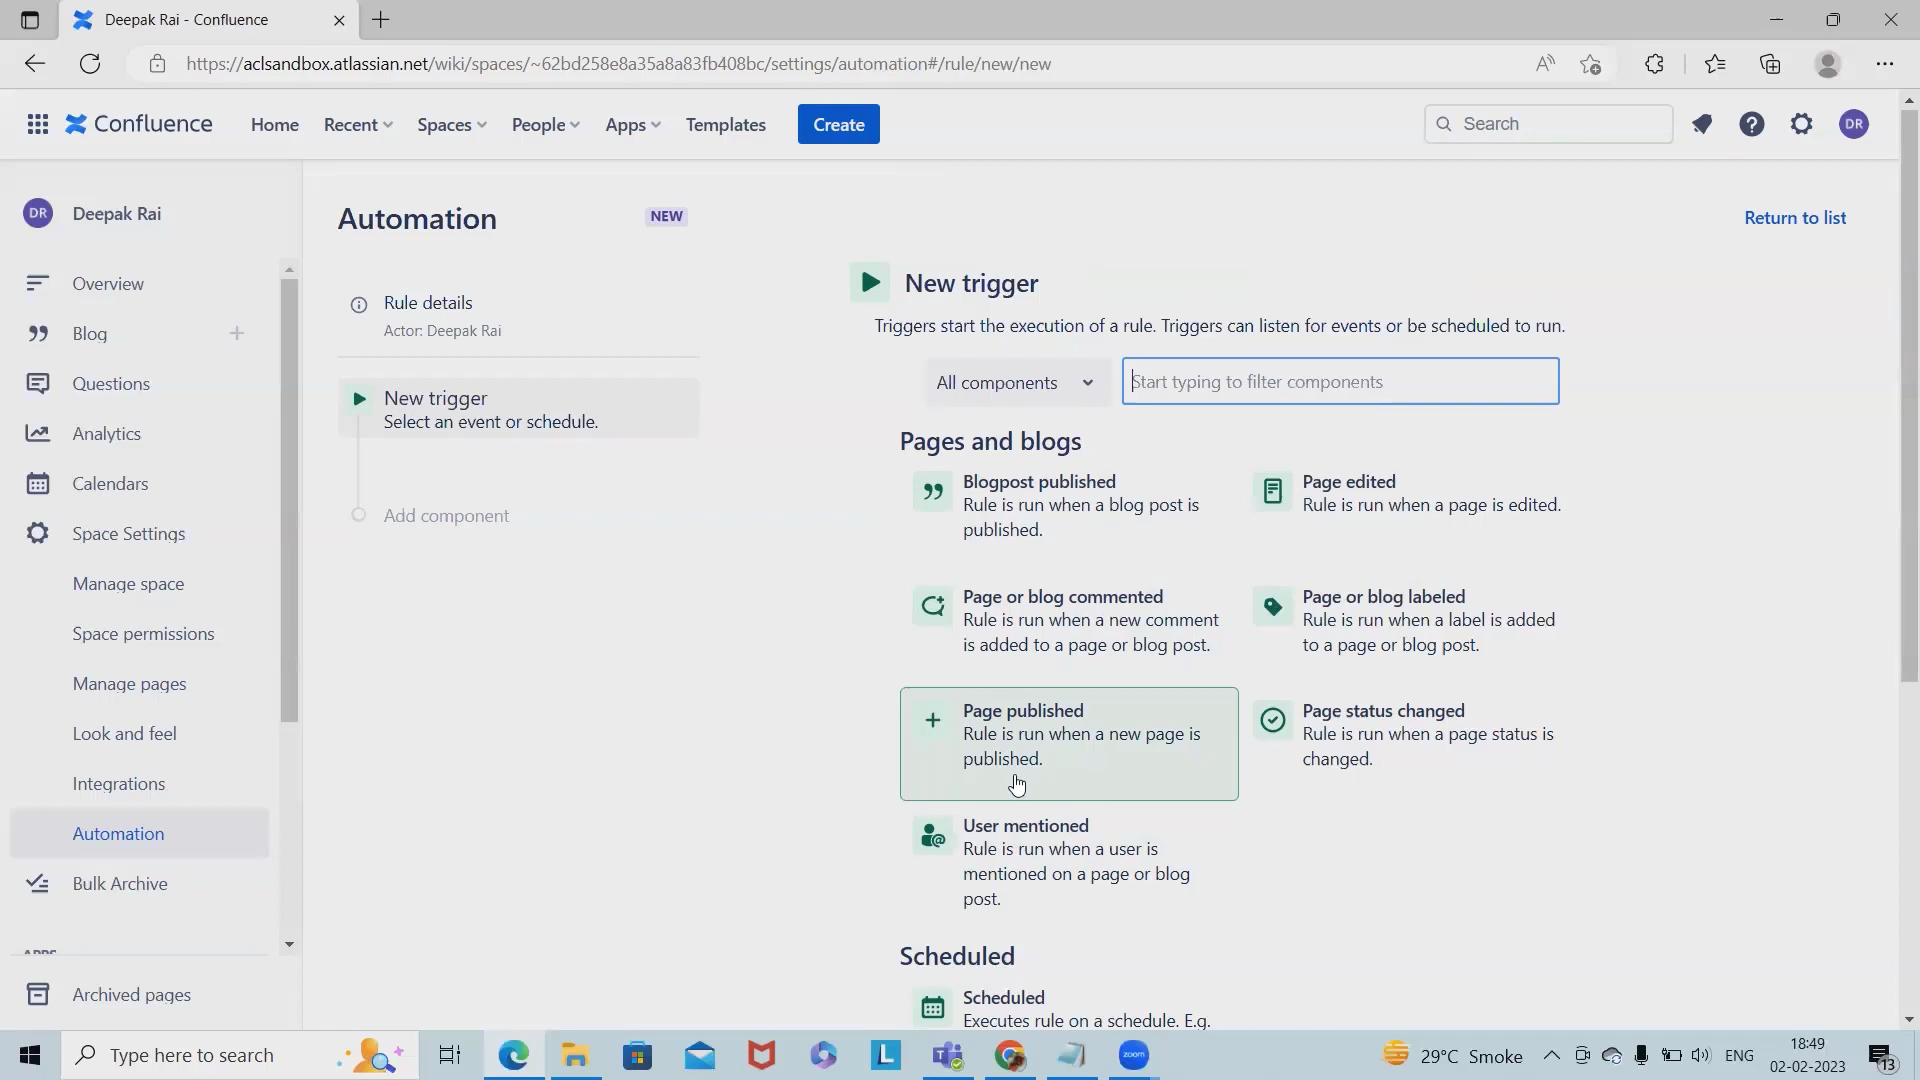 Deepak Rai - Confluence
https://aclsandbox.atlassian.net/wiki/spaces/~62bd258e8a35a8a83fb408bc/settings/automation#/rule/new/new
Confluence Home Recent Spaces People Apps Templates Create Search DR
DR Deepak Rai
Overview
Blog
Questions
Analytics
Calendars
Space Settings
Manage space
Space permissions
Manage pages
Look and feel
Integrations
Automation
Bulk Archive
Archived pages
Automation NEW
Return to list
Rule details
Actor: Deepak Rai
New trigger
Select an event or schedule.
Add component
New trigger
Triggers start the execution of a rule. Triggers can listen for events or be scheduled to run.
All components Start typing to filter components
Pages and blogs
Blogpost published
Rule is run when a blog post is
published.
Page edited
Rule is run when a page is edited.
Page or blog commented
Rule is run when a new comment
is added to a page or blog post.
Page or blog labeled
Rule is run when a label is added
to a page or blog post.
Page published
Rule is run when a new page is
published.
Page status changed
Rule is run when a page status is
changed.
User mentioned
Rule is run when a user is
mentioned on a page or blog
post.
Scheduled
Scheduled
Executes rule on a schedule. E.g.
Type here to search
zoom
29°C Smoke
ENG
18:49
02-02-2023
13